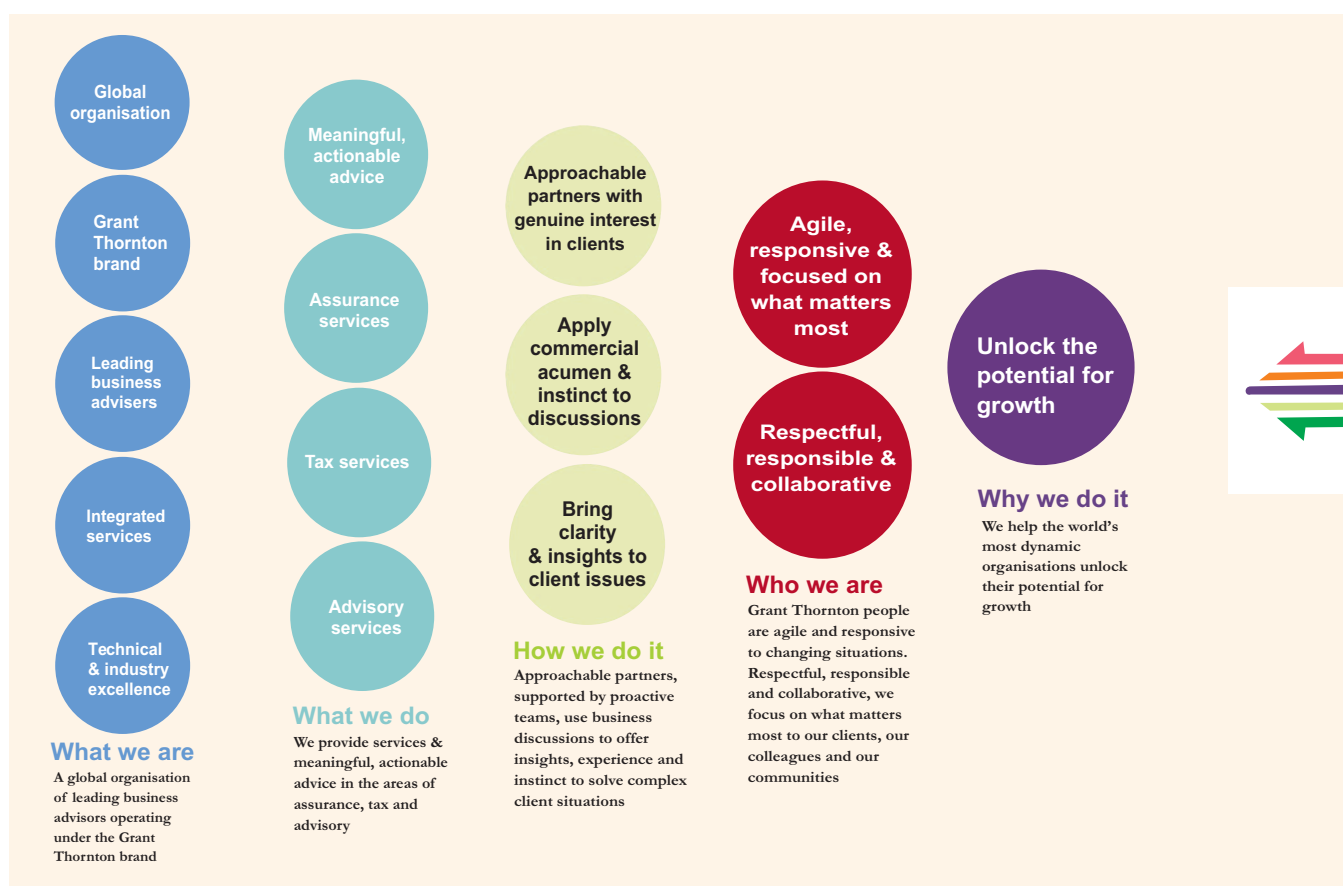 Global
organisation
Grant
Thornton
brand
Leading
business
advisers
Integrated
services
Technical
& industry
excellence
What we are
A global organisation
of leading business
advisors operating
under the Grant
Thornton brand
Meaningful,
actionable
advice
Assurance
services
Tax services
Advisory
services
What we do
We provide services &
meaningful, actionable
advice in the areas of
assurance, tax and
advisory
Approachable
partners with
genuine interest
in clients
Apply
commercial
acumen &
instinct to
discussions
Bring
clarity
& insights to
client issues
How we do it
Approachable partners,
supported by proactive
teams, use business
discussions to offer
insights, experience and
instinct to solve complex
client situations
Agile,
responsive &
focused on
what matters
most
Respectful,
responsible &
collaborative
Who we are
Grant Thornton people
are agile and responsive
to changing situations.
Respectful, responsible
and collaborative, we
focus on what matters
most to our clients, our
colleagues and our
communities
Unlock the
potential for
growth
Why we do it
We help the world's
most dynamic
organisations unlock
their potential for
growth